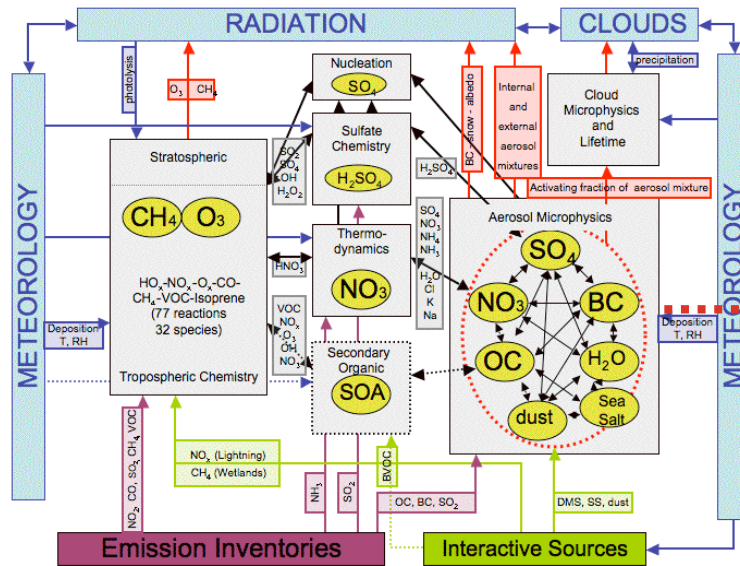 RADIATION
CLOUDS
METEOROLOGY
METEOROLOGY
photolysis
O₃ CH₄
Nucleation
SO₄
BC - snow - albedo
Internal
and
external
aerosol
mixtures
precipitation
Cloud
Microphysics
and
Lifetime
Stratospheric
CH₄
O₃
HOₓ-NOₓ-Oₓ-CO-
CH₄-VOC-Isoprene
(77 reactions
32 species)
Tropospheric Chemistry
SO₂
SO₄
OH
H₂O₂
Sulfate
Chemistry
H₂SO₄
H₂SO₄
Activating fraction of aerosol mixture
Thermo-
dynamics
NO₃
HNO₃
SO₄
NO₃
NH₄
NH₃
H₂O
Cl
K
Na
Aerosol Microphysics
SO₄
NO₃
BC
OC
H₂O
dust
Sea
Salt
Deposition
T, RH
Deposition
T, RH
VOC
NOₓ
O₃
OH
NO₃
Secondary
Organic
SOA
NO₂, CO, SO₂, CH₄ VOC
NOₓ (Lightning)
CH₄ (Wetlands)
NH₃
SO₂
BVOC
OC, BC, SO₂
DMS, SS, dust
Emission Inventories
Interactive Sources